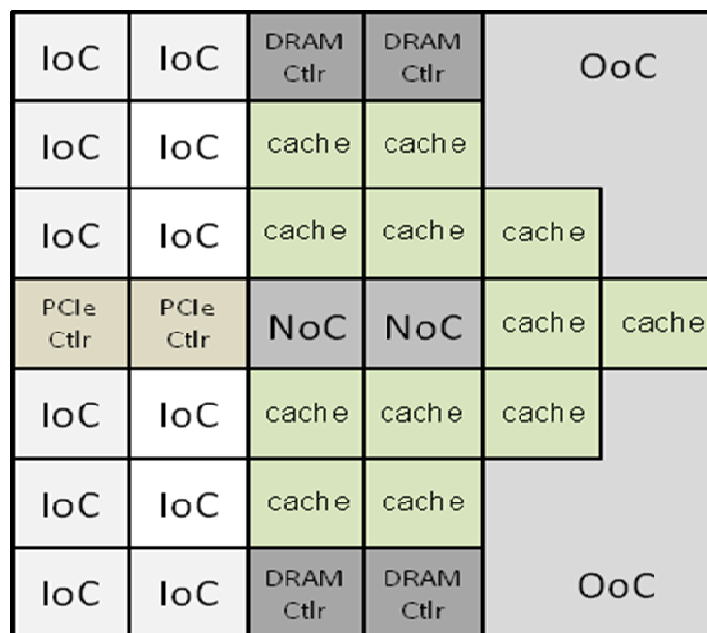 IoC IoC DRAM Ctlr DRAM Ctlr OoC
IoC IoC cache cache
IoC IoC cache cache cache
PCIe Ctlr PCIe Ctlr NoC NoC cache cache
IoC IoC cache cache cache
IoC IoC cache cache
IoC IoC DRAM Ctlr DRAM Ctlr OoC